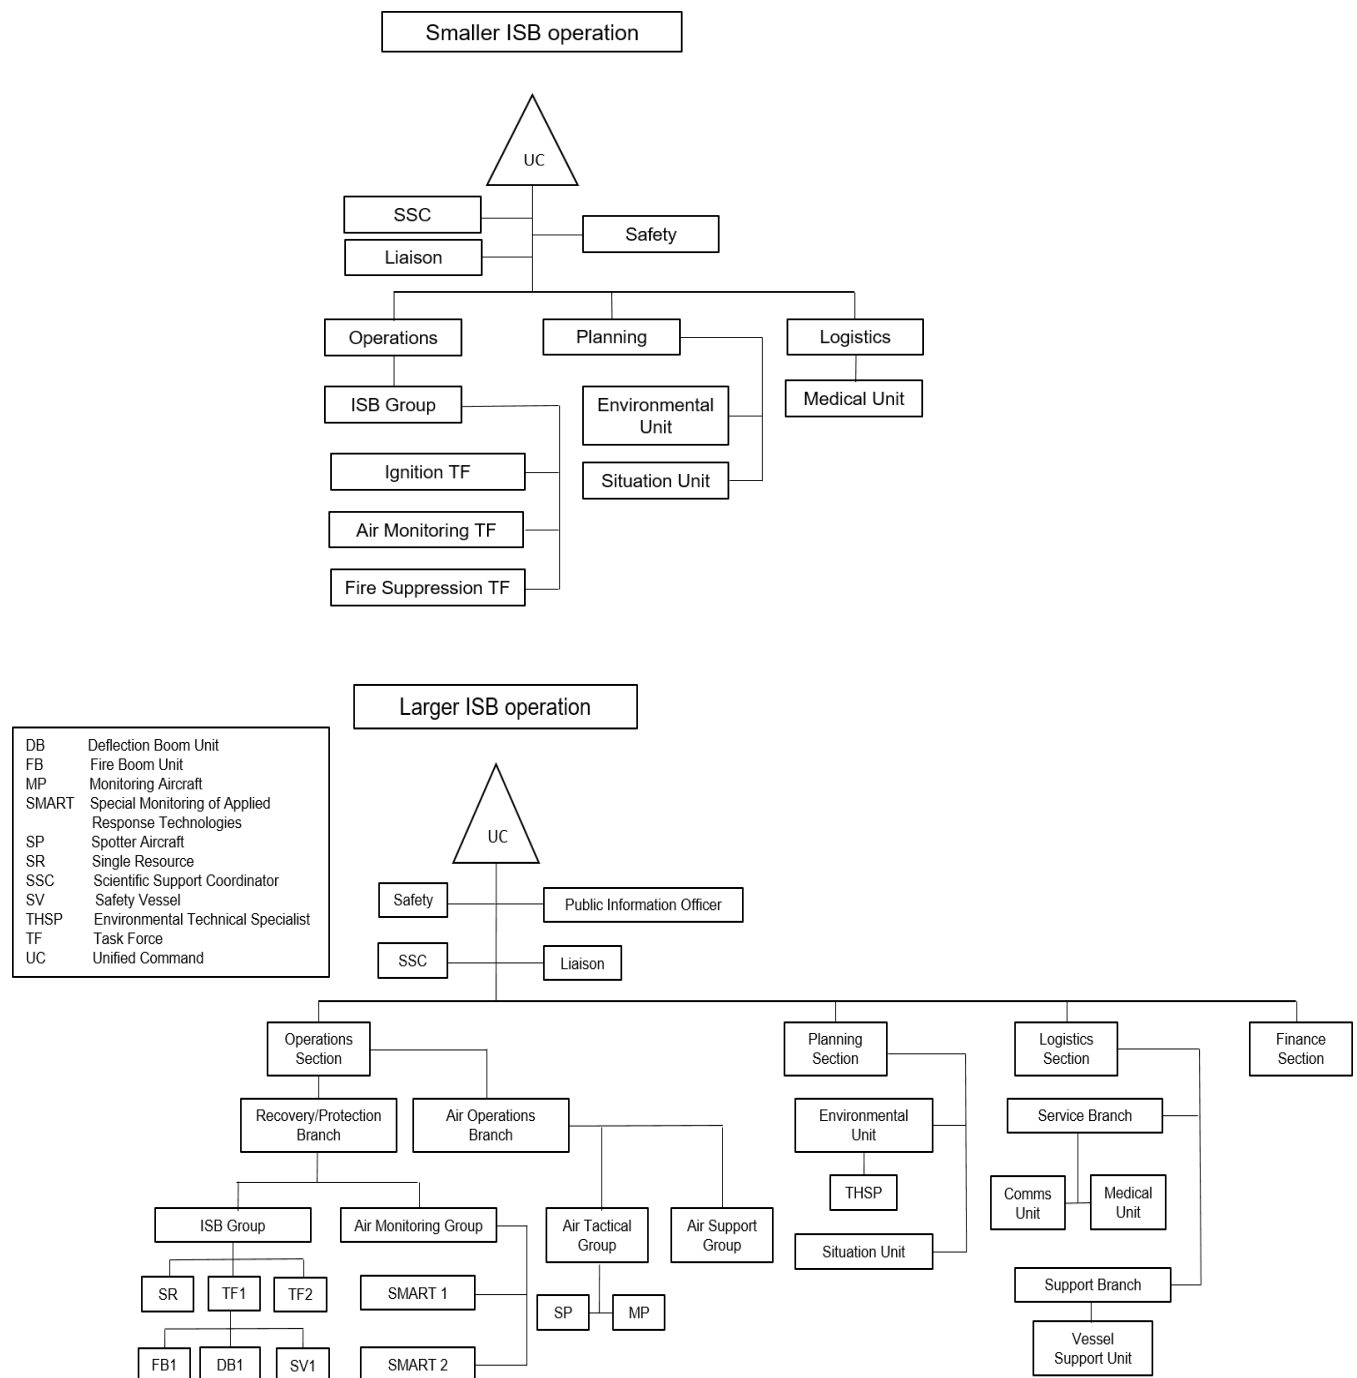 Smaller ISB operation
UC
SSC
Safety
Liaison
Operations
Planning
Logistics
ISB Group
Environmental
Unit
Medical Unit
Ignition TF
Situation Unit
Air Monitoring TF
Fire Suppression TF
Larger ISB operation
DB Deflection Boom Unit
FB Fire Boom Unit
MP Monitoring Aircraft
SMART Special Monitoring of Applied
Response Technologies
SP Spotter Aircraft
SR Single Resource
SSC Scientific Support Coordinator
SV Safety Vessel
THSP Environmental Technical Specialist
TF Task Force
UC Unified Command
UC
Safety
Public Information Officer
SSC
Liaison
Operations
Section
Planning
Section
Logistics
Section
Finance
Section
Recovery/Protection
Branch
Air Operations
Branch
Environmental
Unit
Service Branch
THSP
Comms
Unit
Medical
Unit
ISB Group
Air Monitoring Group
Air Tactical
Group
Air Support
Group
Situation Unit
SR
TF1
TF2
SMART 1
SP
MP
Support Branch
FB1
DB1
SV1
SMART 2
Vessel
Support Unit